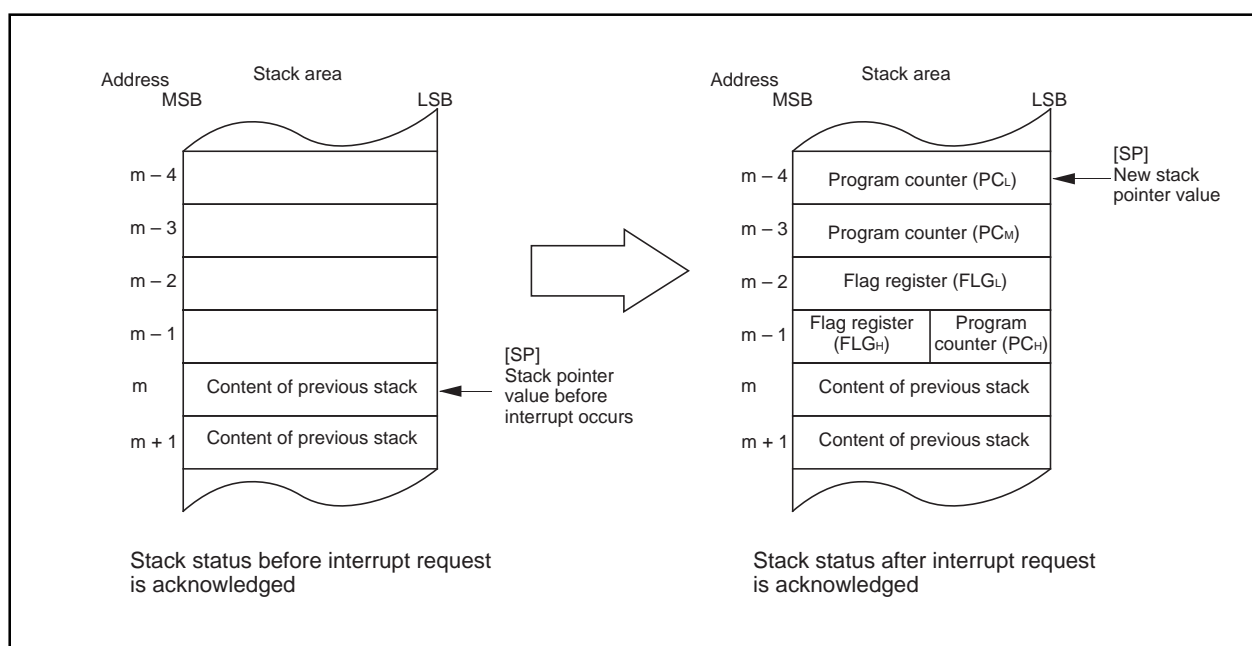 Address
MSB
Stack area
LSB
m – 4
m – 3
m – 2
m – 1
m
Content of previous stack
m + 1
Content of previous stack
[SP]
Stack pointer
value before
interrupt occurs
Stack status before interrupt request
is acknowledged
Address
MSB
Stack area
LSB
m – 4
Program counter (PCL)
m – 3
Program counter (PCM)
m – 2
Flag register (FLGL)
m – 1
Flag register
(FLGH)
Program
counter (PCH)
m
Content of previous stack
m + 1
Content of previous stack
[SP]
New stack
pointer value
Stack status after interrupt request
is acknowledged